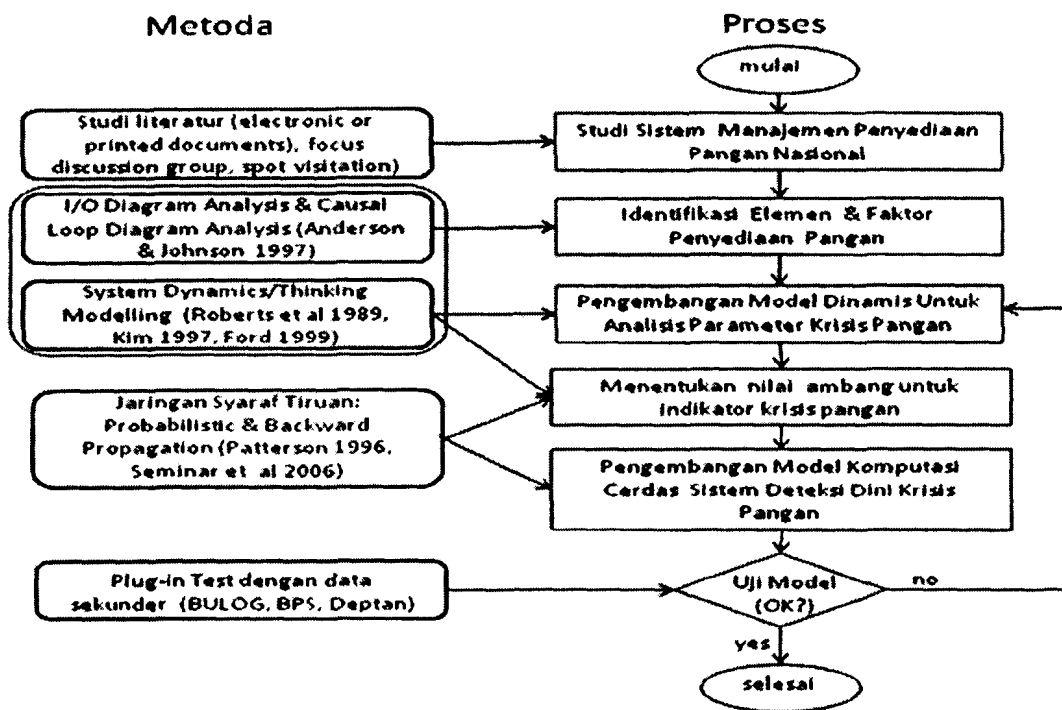 Metoda
Proses
mulai
Studi literatur (electronic or
printed documents), focus
discussion group, spot visitation)
Studi Sistem Manajemen Penyediaan
Pangan Nasional
I/O Diagram Analysis & Causal
Loop Diagram Analysis (Anderson
& Johnson 1997)
Identifikasi Elemen & Faktor
Penyediaan Pangan
System Dynamics/Thinking
Modelling (Roberts et al 1989,
Kim 1997, Ford 1999)
Pengembangan Model Dinamis Untuk
Analisis Parameter Krisis Pangan
Menentukan nilai ambang untuk
indikator krisis pangan
Jaringan Syaraf Tiruan:
Probabilistic & Backward
Propagation (Patterson 1996,
Seminar et al 2006)
Pengembangan Model Komputasi
Cerdas Sistem Deteksi Dini Krisis
Pangan
Plug-in Test dengan data
sekunder (BULOG, BPS, Deptan)
Uji Model
(OK?)
no
yes
selesai